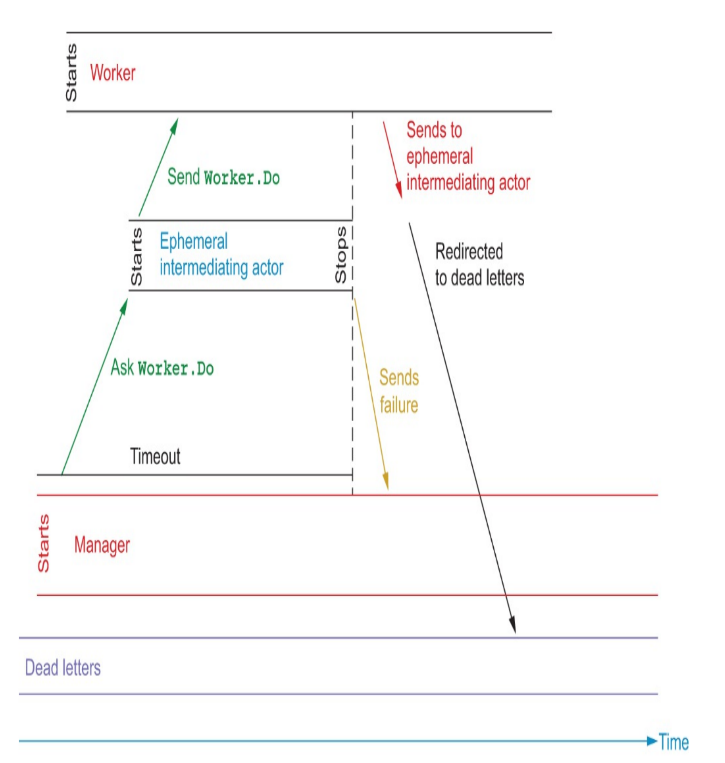 Starts
Worker
Sends to
ephemeral
intermediating actor
Send Worker.Do
Starts
Ephemeral
intermediating actor
Stops
Redirected
to dead letters
Ask Worker.Do
Sends
failure
Timeout
Starts
Manager
Dead letters
Time